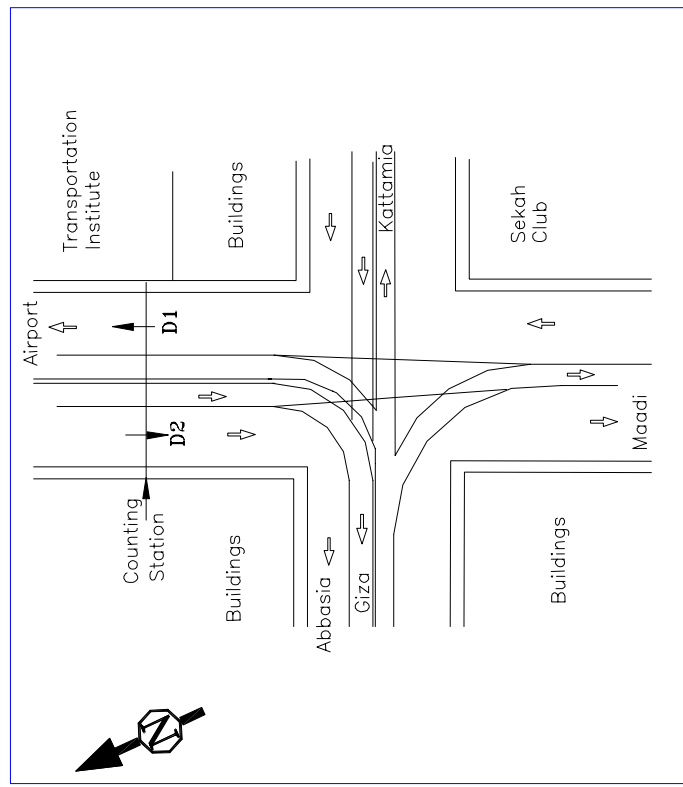 Transportation
Institute
Buildings
Kattamia
Sekah
Club
Airport
D1
D2
Maadi
Counting
Station
Buildings
Abbasia
Giza
Buildings
N